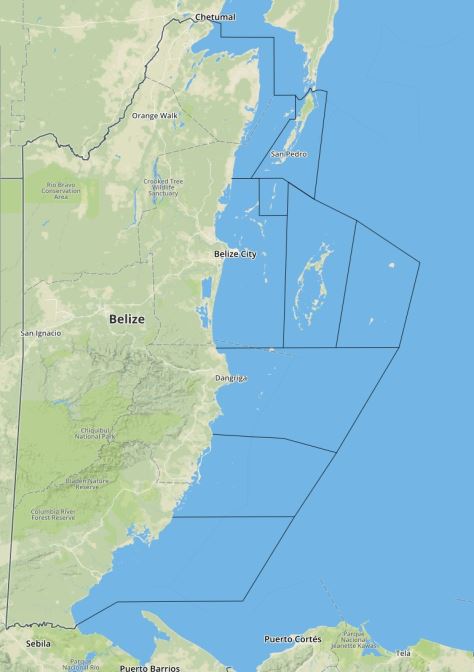 Chetumal
Orange Walk
San Pedro
Crooked Tree
Wildlife
Sanctuary
Rio Bravo
Conservation
Area
Belize City
Belize
San Ignacio
Dangriga
Chiquibul
National Park
Bladen Nature
Reserve
Columbia River
Forest Reserve
Sebila
Parque
Nacional Río
Puerto Barrios
Puerto Cortés
Parque
Nacional
Jeanette Kawas
Tela